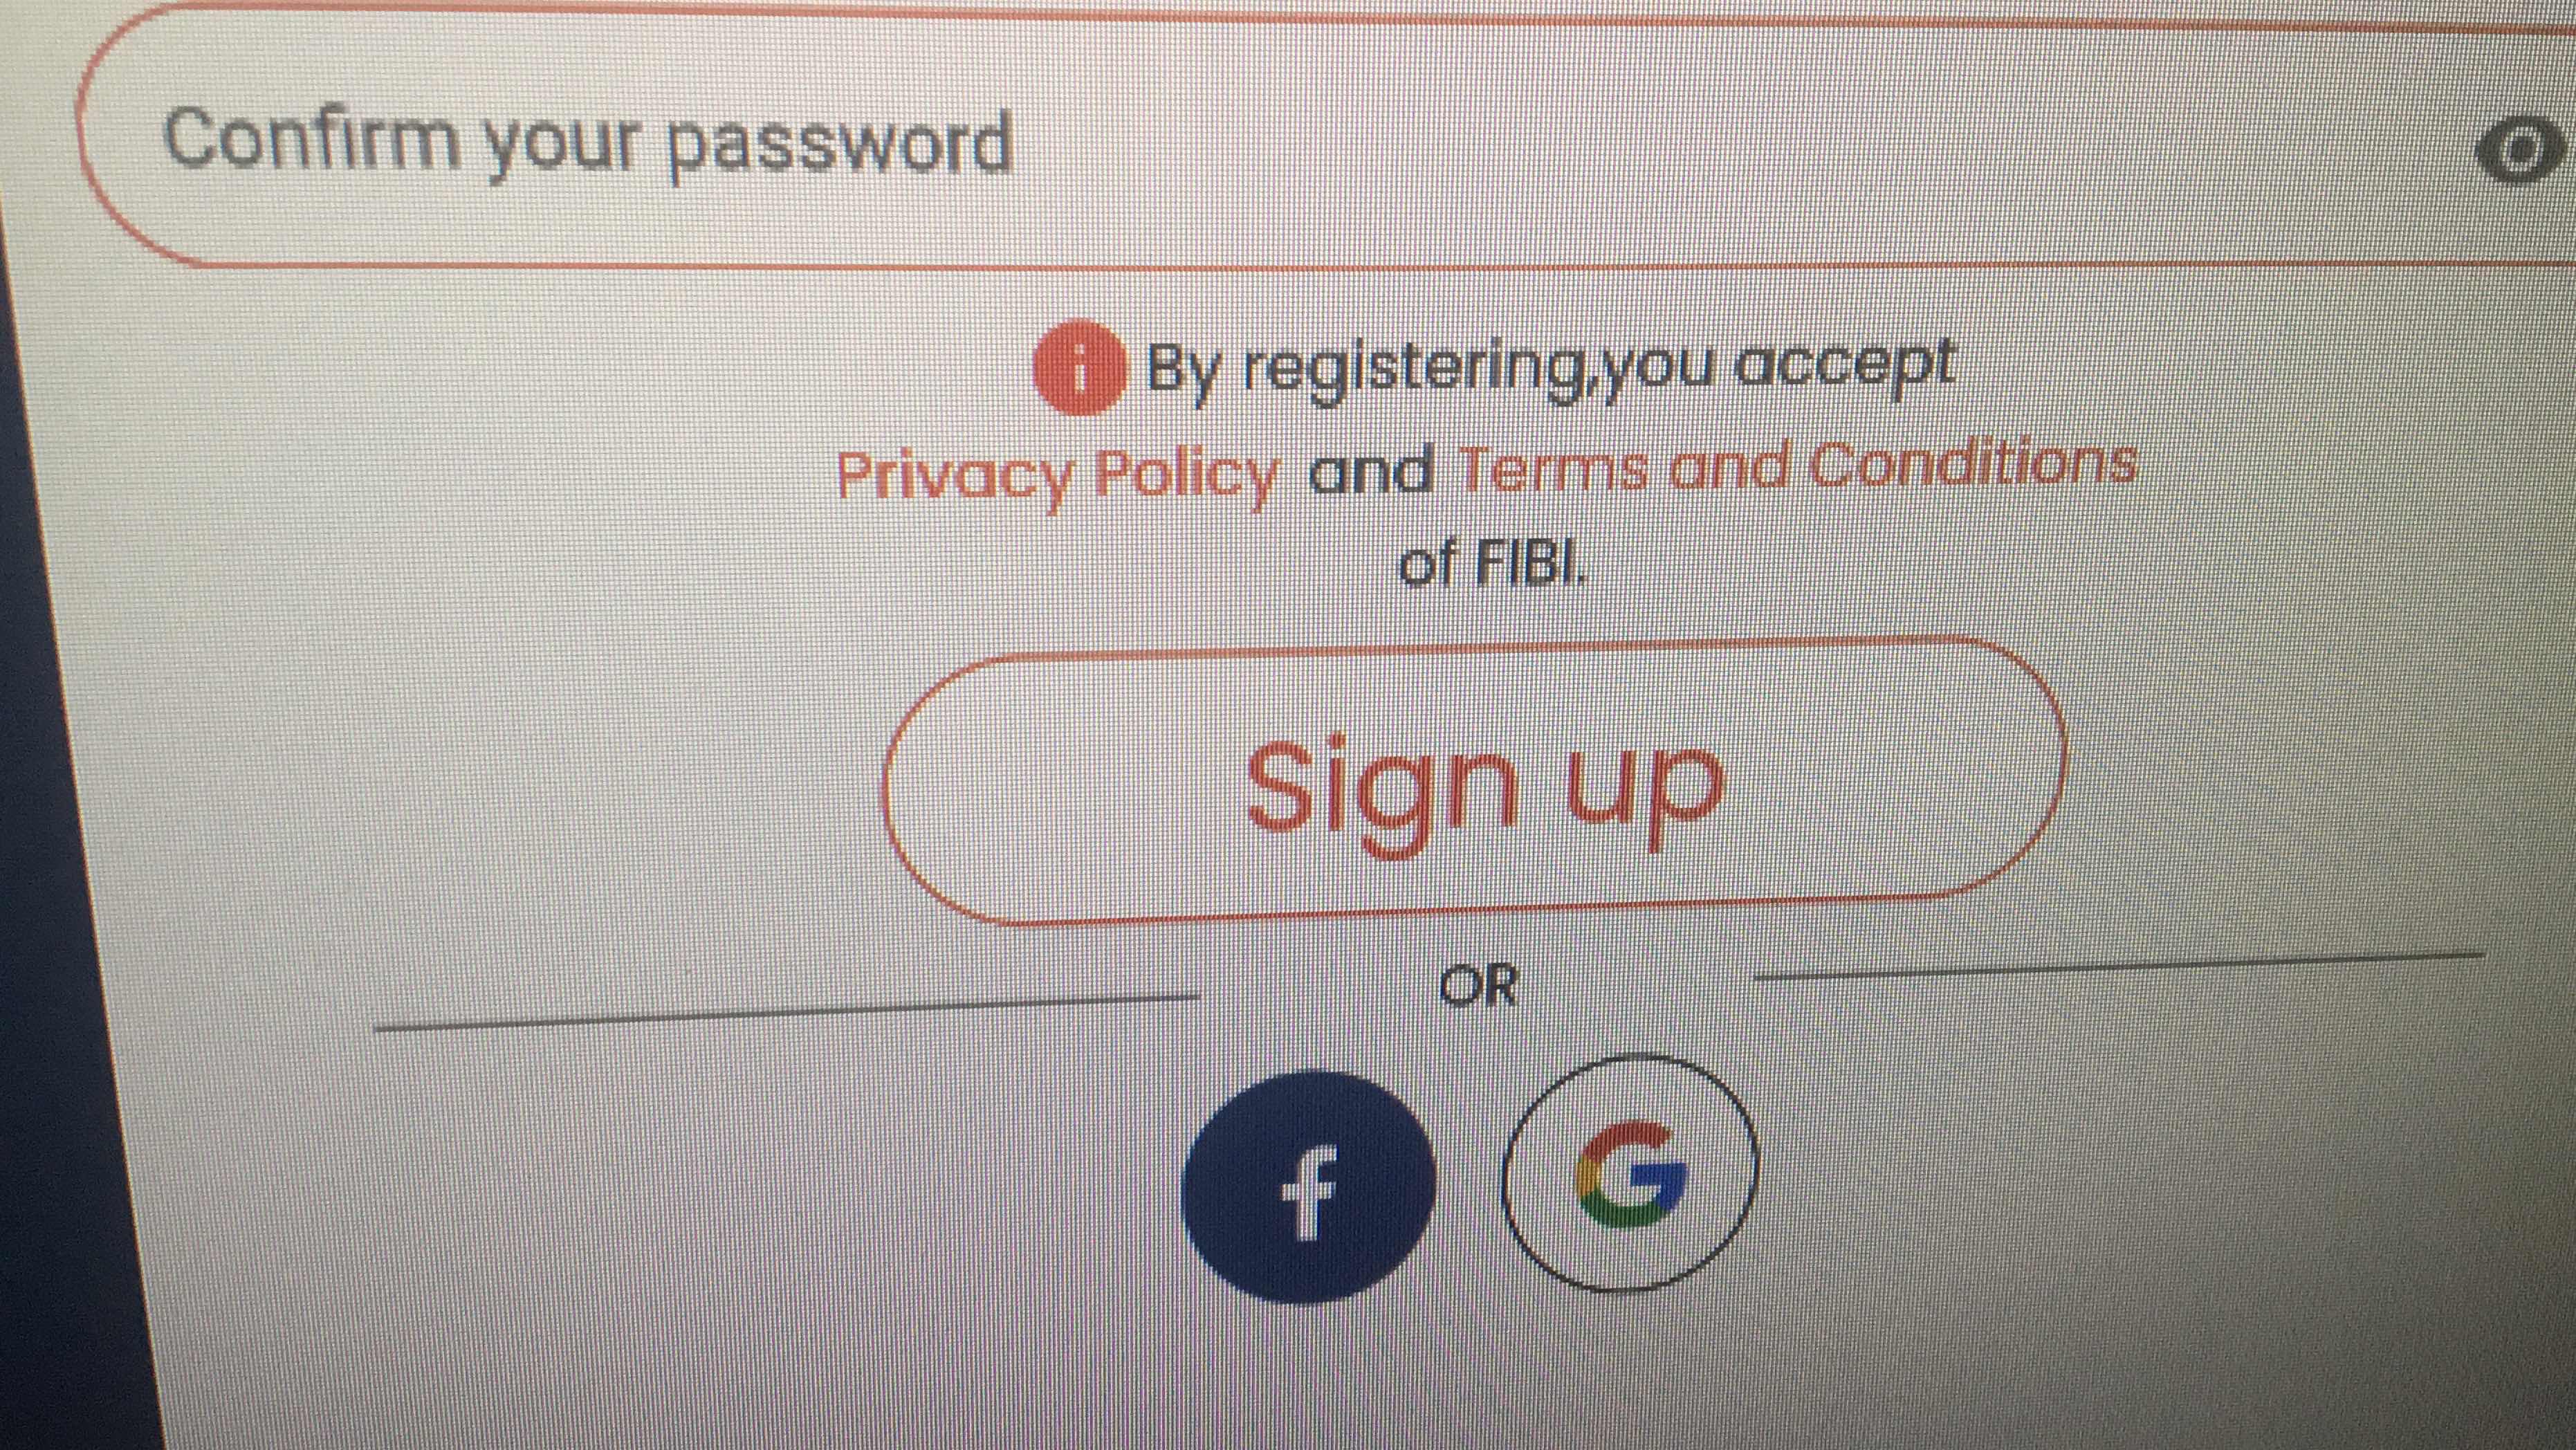 Confirm your password
i By registering,you accept
Privacy Policy and Terms and Conditions
of FIBI.
Sign up
OR
f G